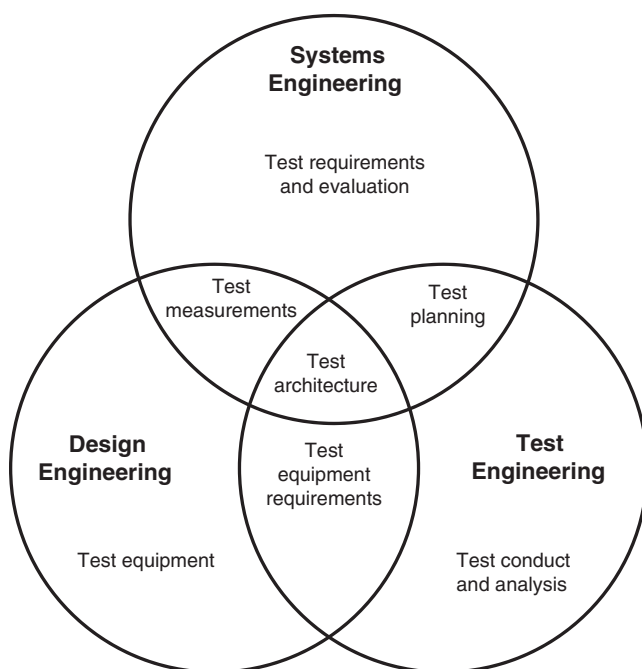 Systems
Engineering
Test requirements
and evaluation
Test
measurements
Test
planning
Test
architecture
Design
Engineering
Test
equipment
requirements
Test
Engineering
Test equipment
Test conduct
and analysis